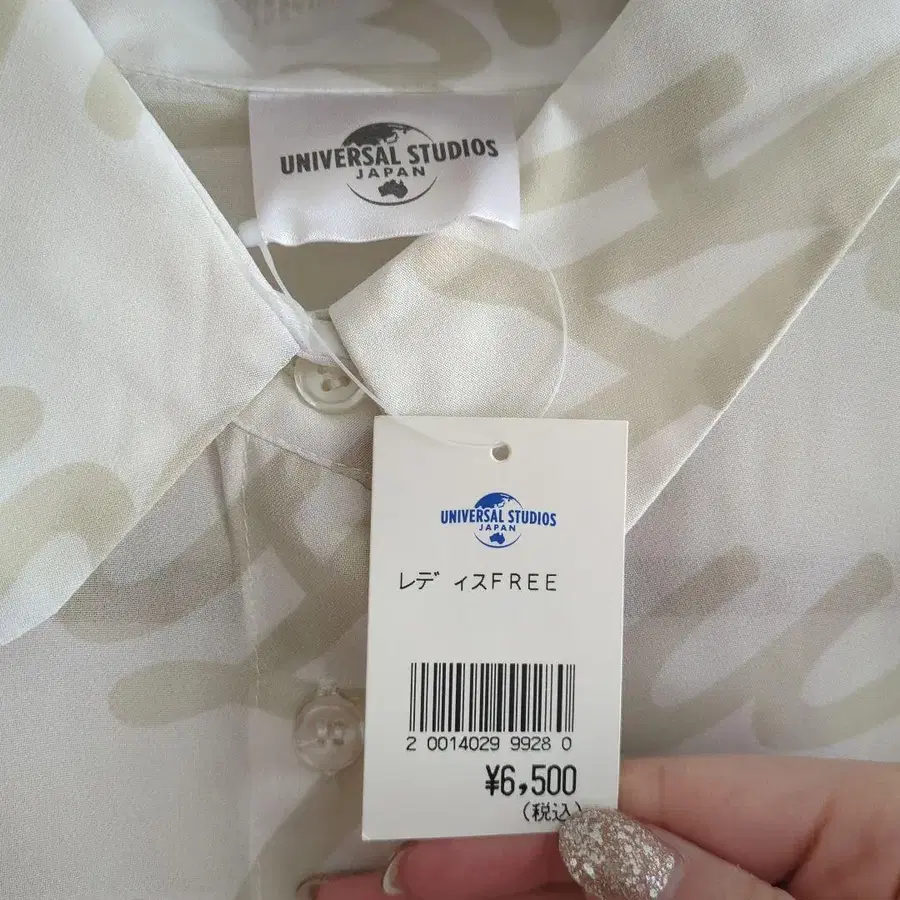 UNIVERSAL STUDIOS
JAPAN
UNIVERSAL STUDIOS
JAPAN
レディスFREE
2 0014029 9928 0
¥6,500
(税込)